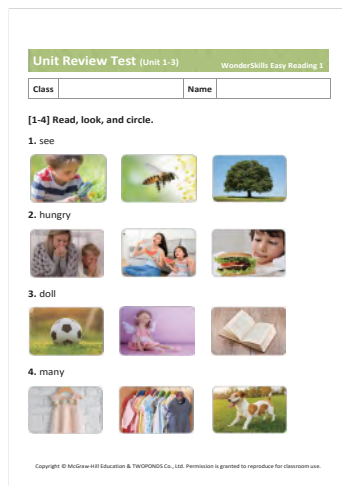 Unit Review Test (Unit 1-3)
WonderSkills Easy Reading 1
Class
Name
[1-4] Read, look, and circle.
1. see
2. hungry
3. doll
4. many
Copyright © McGraw-Hill Education & TWOPONDS Co., Ltd. Permission is granted to reproduce for classroom use.